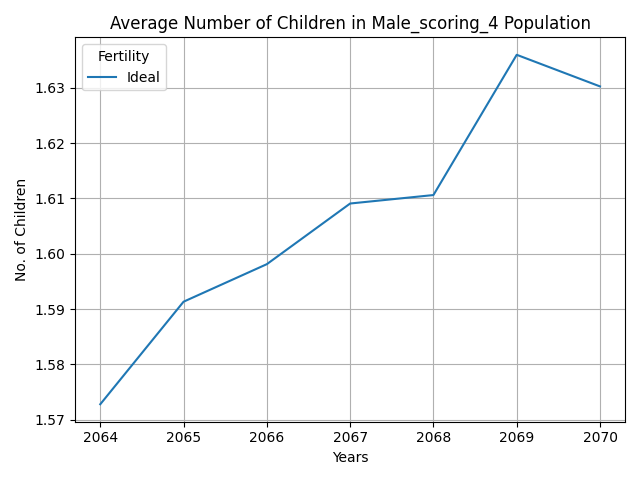 Average Number of Children in Male_scoring_4 Population
Fertility
Ideal
No. of Children
1.63
1.62
1.61
1.60
1.59
1.58
1.57
2064 2065 2066 2067 2068 2069 2070
Years